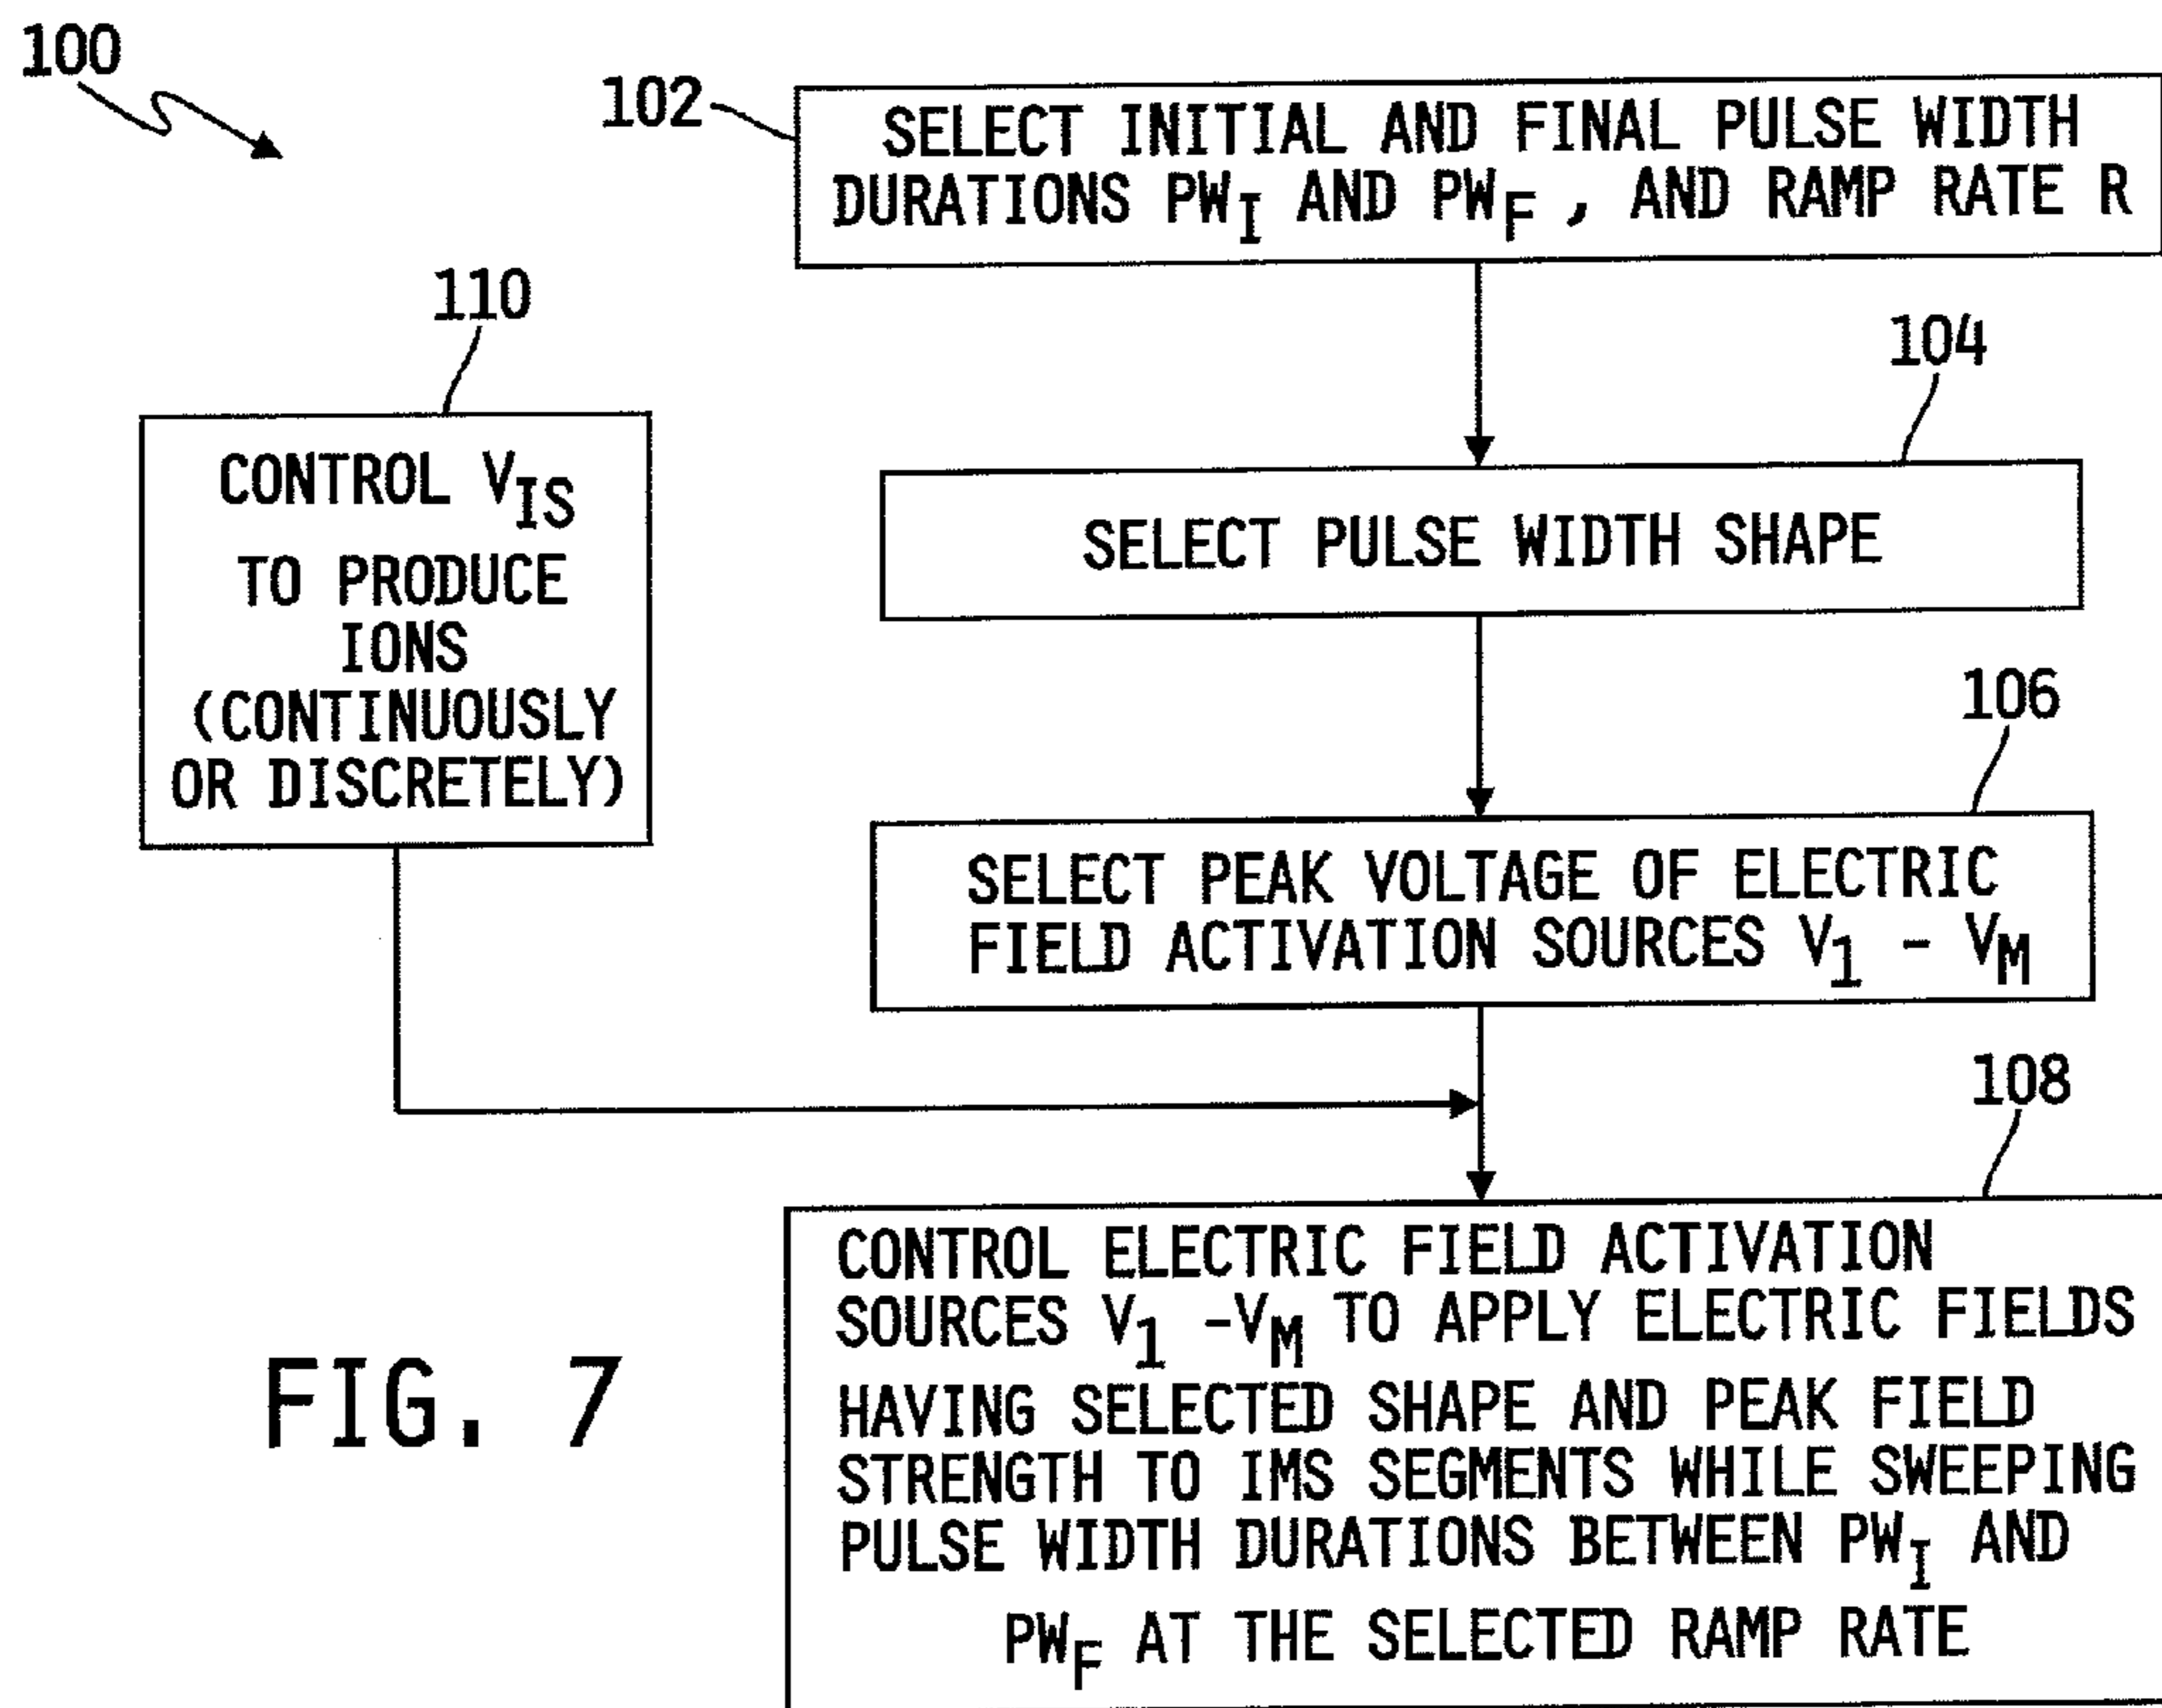 100
102
SELECT INITIAL AND FINAL PULSE WIDTH
DURATIONS PWI AND PWF , AND RAMP RATE R
110
104
CONTROL VIS
TO PRODUCE
IONS
(CONTINUOUSLY
OR DISCRETELY)
SELECT PULSE WIDTH SHAPE
106
SELECT PEAK VOLTAGE OF ELECTRIC
FIELD ACTIVATION SOURCES V1 - VM
108
CONTROL ELECTRIC FIELD ACTIVATION
SOURCES V1 -VM TO APPLY ELECTRIC FIELDS
HAVING SELECTED SHAPE AND PEAK FIELD
STRENGTH TO IMS SEGMENTS WHILE SWEEPING
PULSE WIDTH DURATIONS BETWEEN PWI AND
PWF AT THE SELECTED RAMP RATE
FIG. 7